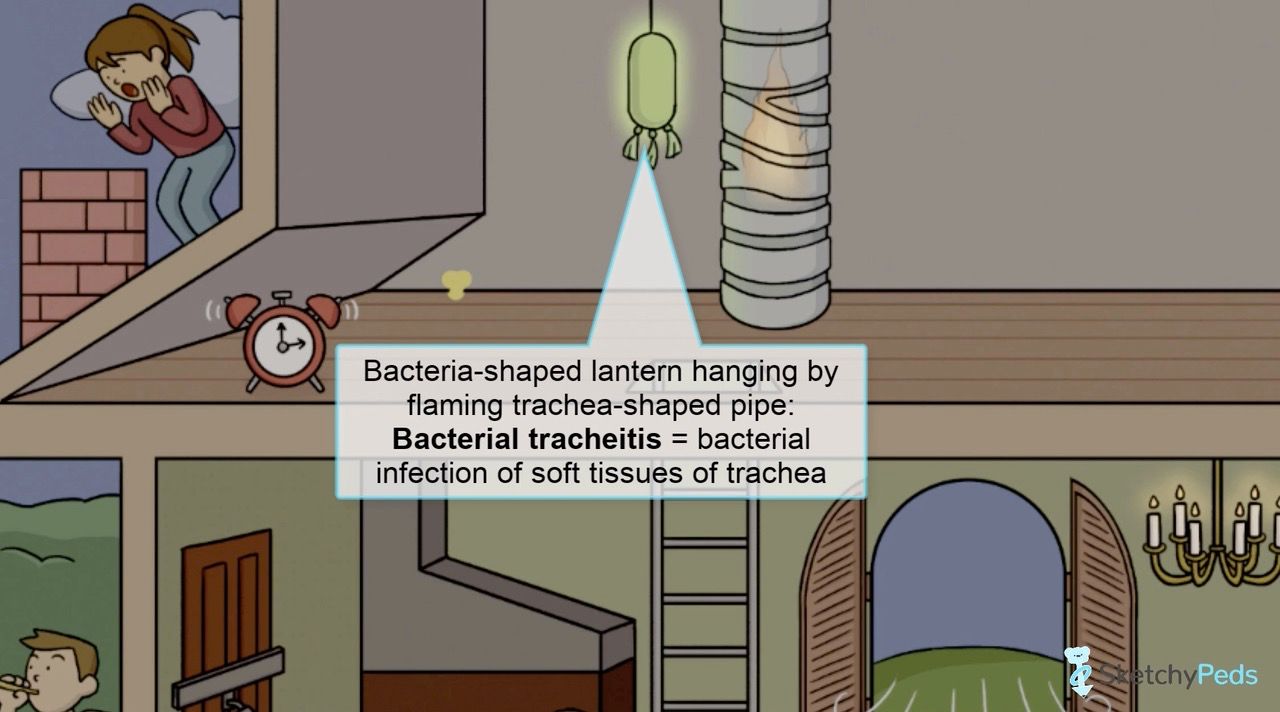 Bacteria-shaped lantern hanging by
flaming trachea-shaped pipe:
Bacterial tracheitis = bacterial
infection of soft tissues of trachea
SketchyPeds